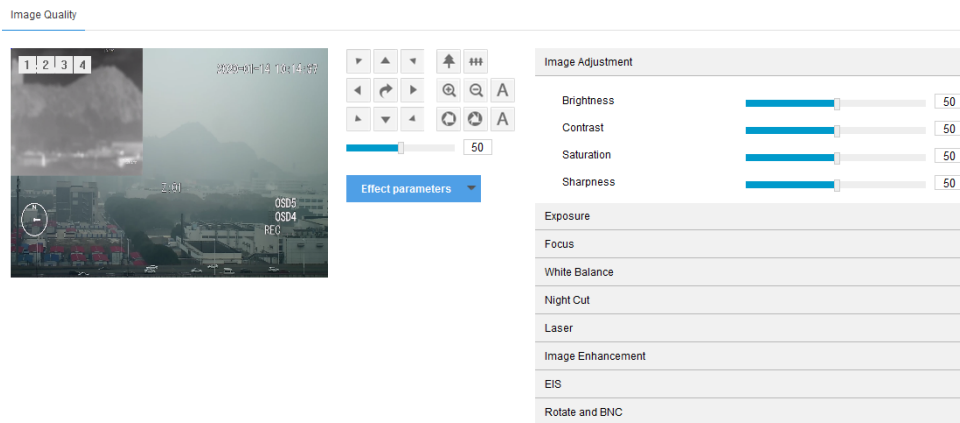 Image Quality
1 2 3 4
Z:01
OSD5
OSD4
REC
N
A
A
50
Effect parameters
Image Adjustment
Brightness 50
Contrast 50
Saturation 50
Sharpness 50
Exposure
Focus
White Balance
Night Cut
Laser
Image Enhancement
EIS
Rotate and BNC